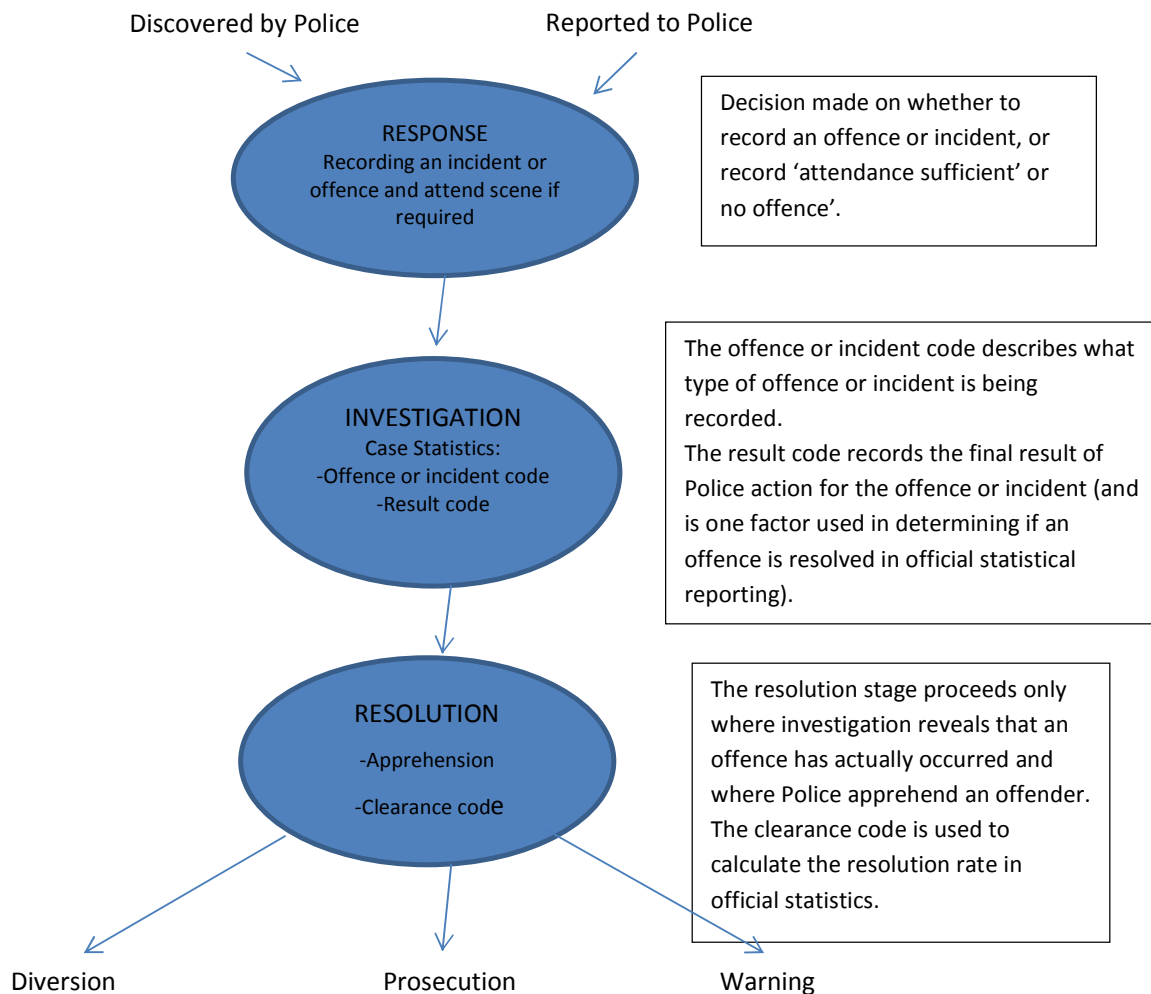 Discovered by Police
Reported to Police
RESPONSE
Recording an incident or
offence and attend scene if
required
Decision made on whether to
record an offence or incident, or
record ‘attendance sufficient’ or
no offence’.
INVESTIGATION
Case Statistics:
-Offence or incident code
-Result code
The offence or incident code describes what
type of offence or incident is being
recorded.
The result code records the final result of
Police action for the offence or incident (and
is one factor used in determining if an
offence is resolved in official statistical
reporting).
RESOLUTION
-Apprehension
-Clearance code
The resolution stage proceeds only
where investigation reveals that an
offence has actually occurred and
where Police apprehend an offender.
The clearance code is used to
calculate the resolution rate in
official statistics.
Diversion
Prosecution
Warning